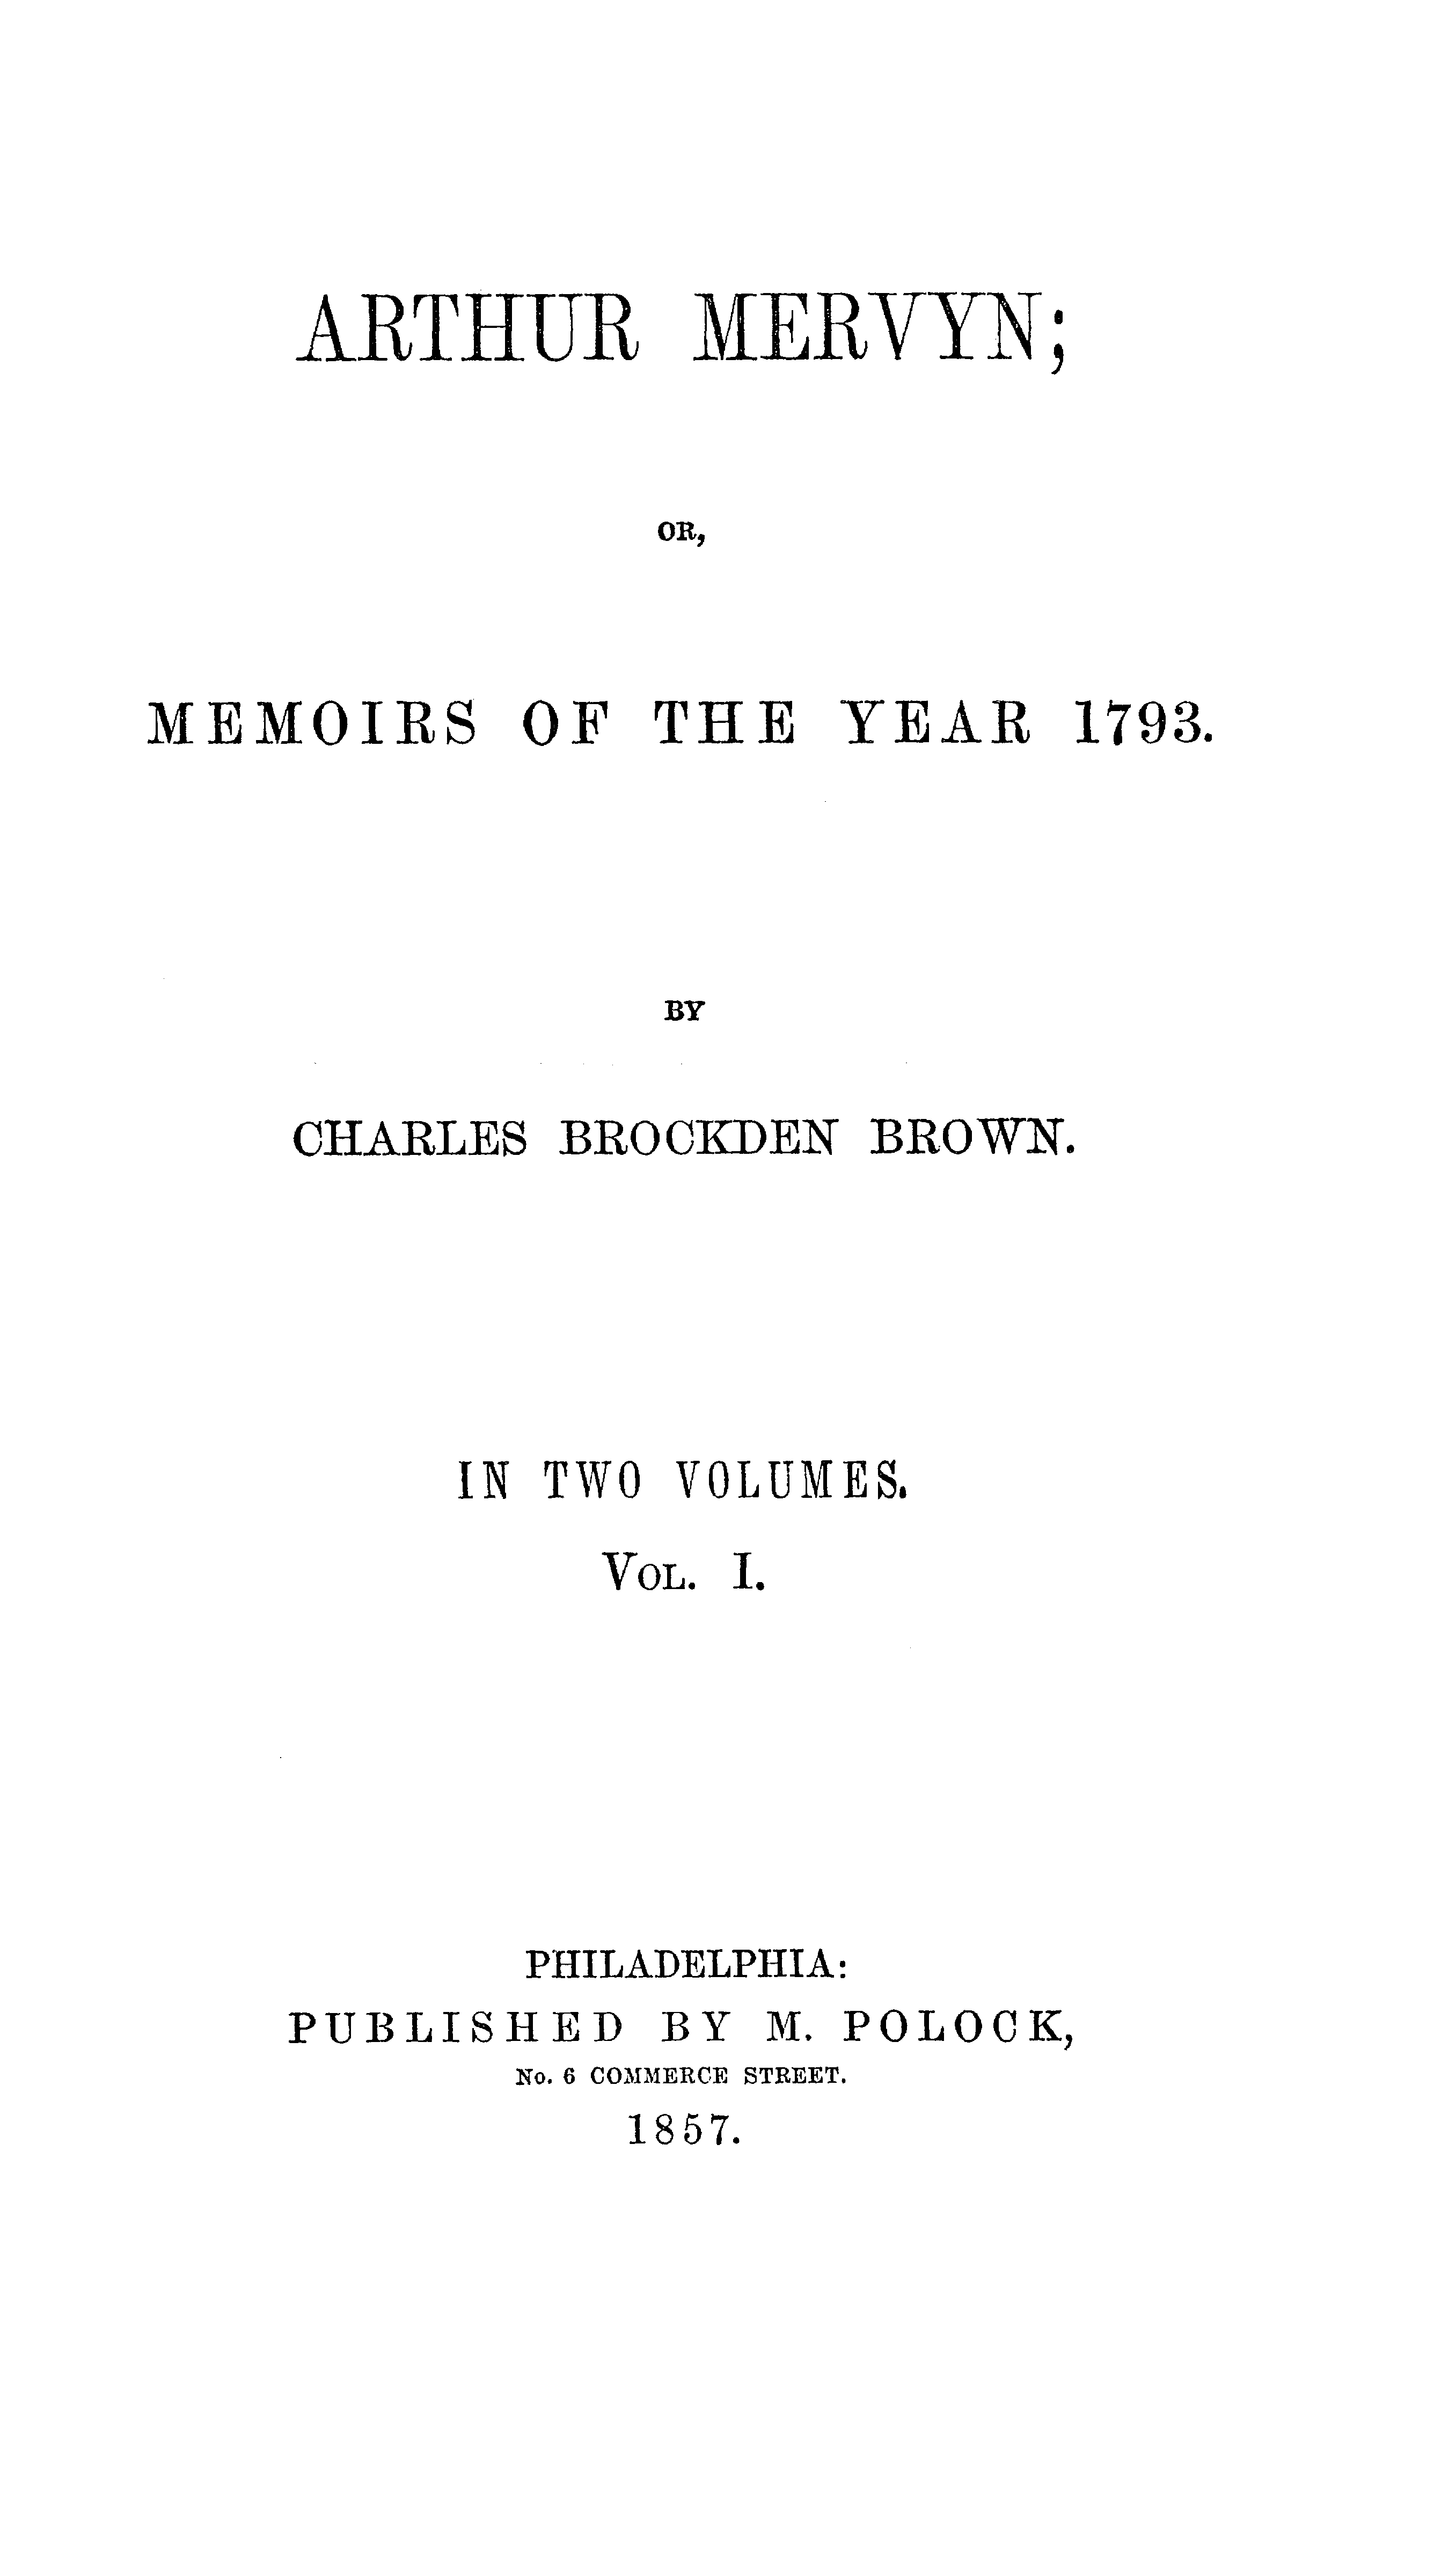 ARTHUR MERVYN;
OR,
MEMOIRS OF THE YEAR 1793.
BY
CHARLES BROCKDEN BROWN.
IN TWO VOLUMES.
VOL. I.
PHILADELPHIA:
PUBLISHED BY M. POLOCK,
No. 6 COMMERCE STREET.
1857.